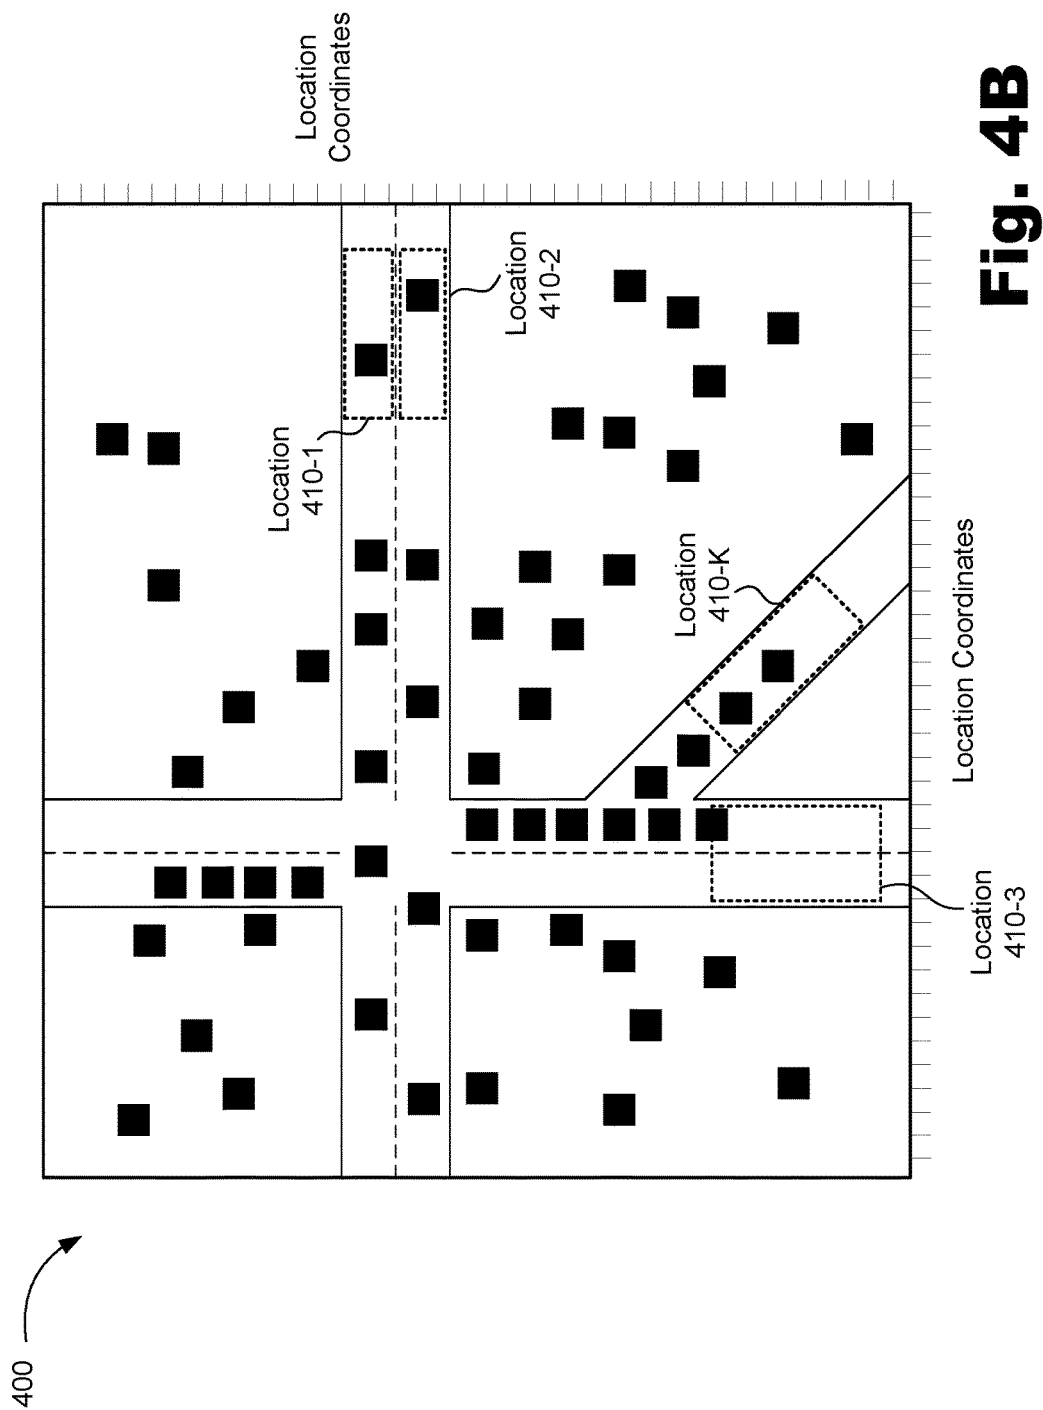 400
Location
Coordinates
Location
410-1
Location
410-2
Location
410-K
Location
410-3
Location Coordinates
Fig. 4B